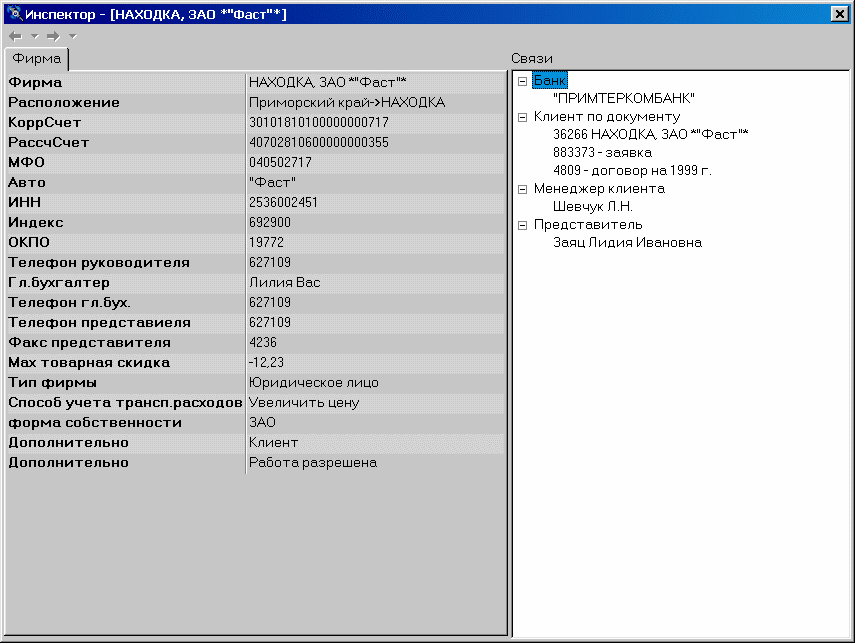 Инспектор - [НАХОДКА, ЗАО *"Фаст"*]
Фирма
Фирма НАХОДКА, ЗАО *"Фаст"*
Расположение Приморский край->НАХОДКА
КоррСчет 30101810100000000717
РассчСчет 40702810600000000355
МФО 040502717
Авто "Фаст"
ИНН 2536002451
Индекс 692900
ОКПО 19772
Телефон руководителя 627109
Гл.бухгалтер Лилия Вас
Телефон гл.бух. 627109
Телефон представиеля 627109
Факс представителя 4236
Мах товарная скидка -12,23
Тип фирмы Юридическое лицо
Способ учета трансп.расходов Увеличить цену
форма собственности ЗАО
Дополнительно Клиент
Дополнительно Работа разрешена
Связи
Банк
"ПРИМТЕРКОМБАНК"
Клиент по документу
36266 НАХОДКА, ЗАО *"Фаст"*
883373 - заявка
4809 - договор на 1999 г.
Менеджер клиента
Шевчук Л.Н.
Представитель
Заяц Лидия Ивановна